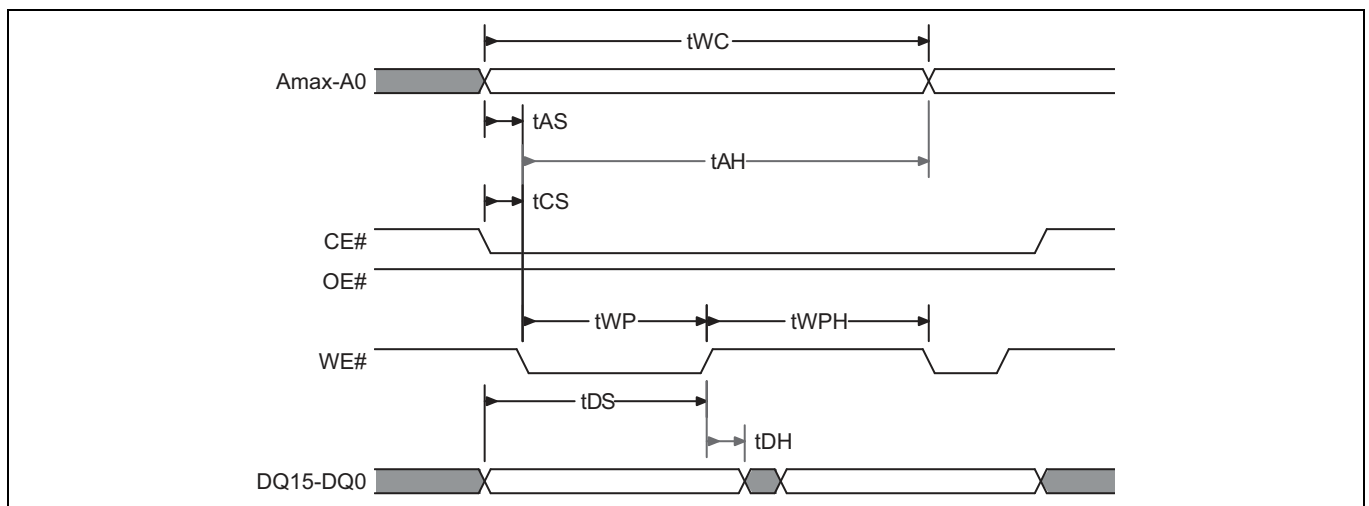 tWC
Amax-A0
tAS
tAH
tCS
CE#
OE#
tWP
tWPH
WE#
tDS
tDH
DQ15-DQ0